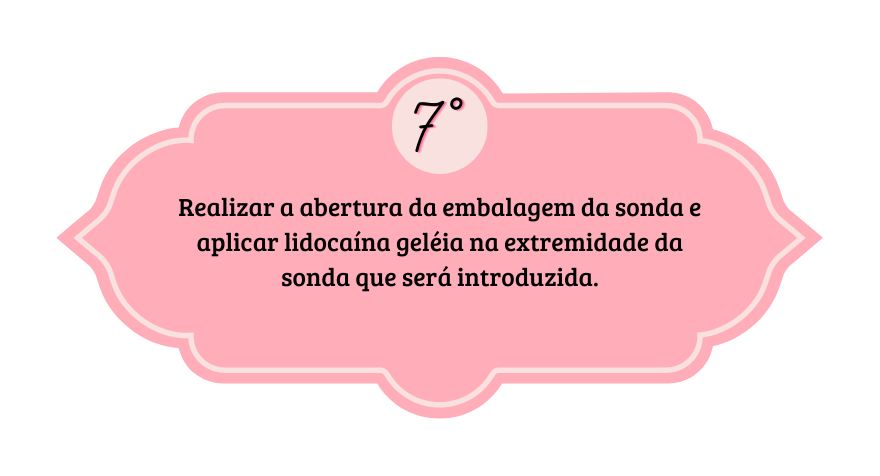 7°
Realizar a abertura da embalagem da sonda e
aplicar lidocaína geléia na extremidade da
sonda que será introduzida.